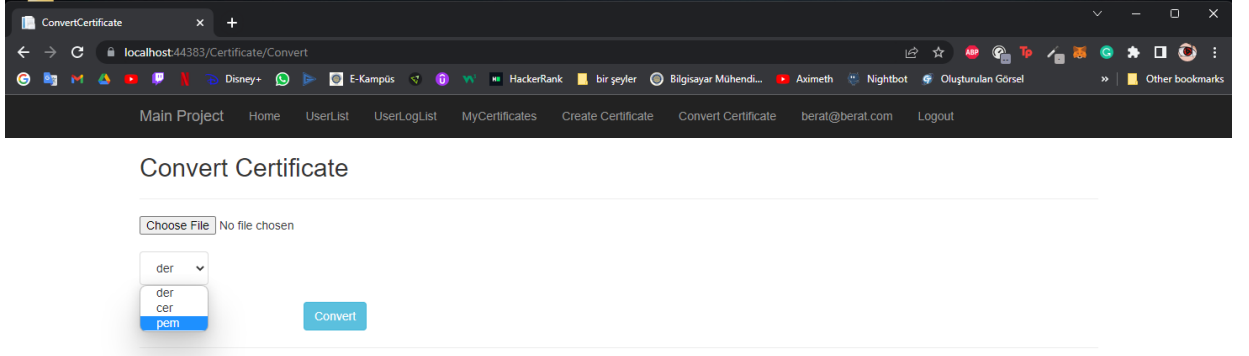 ConvertCertificate
localhost:44383/Certificate/Convert
Disney+ E-Kampüs HackerRank bir şeyler Bilgisayar Mühendi... Aximeth Nightbot Oluşturulan Görsel » Other bookmarks
Main Project Home UserList UserLogList MyCertificates Create Certificate Convert Certificate berat@berat.com Logout
Convert Certificate
Choose File No file chosen
der
der
cer
pem
Convert